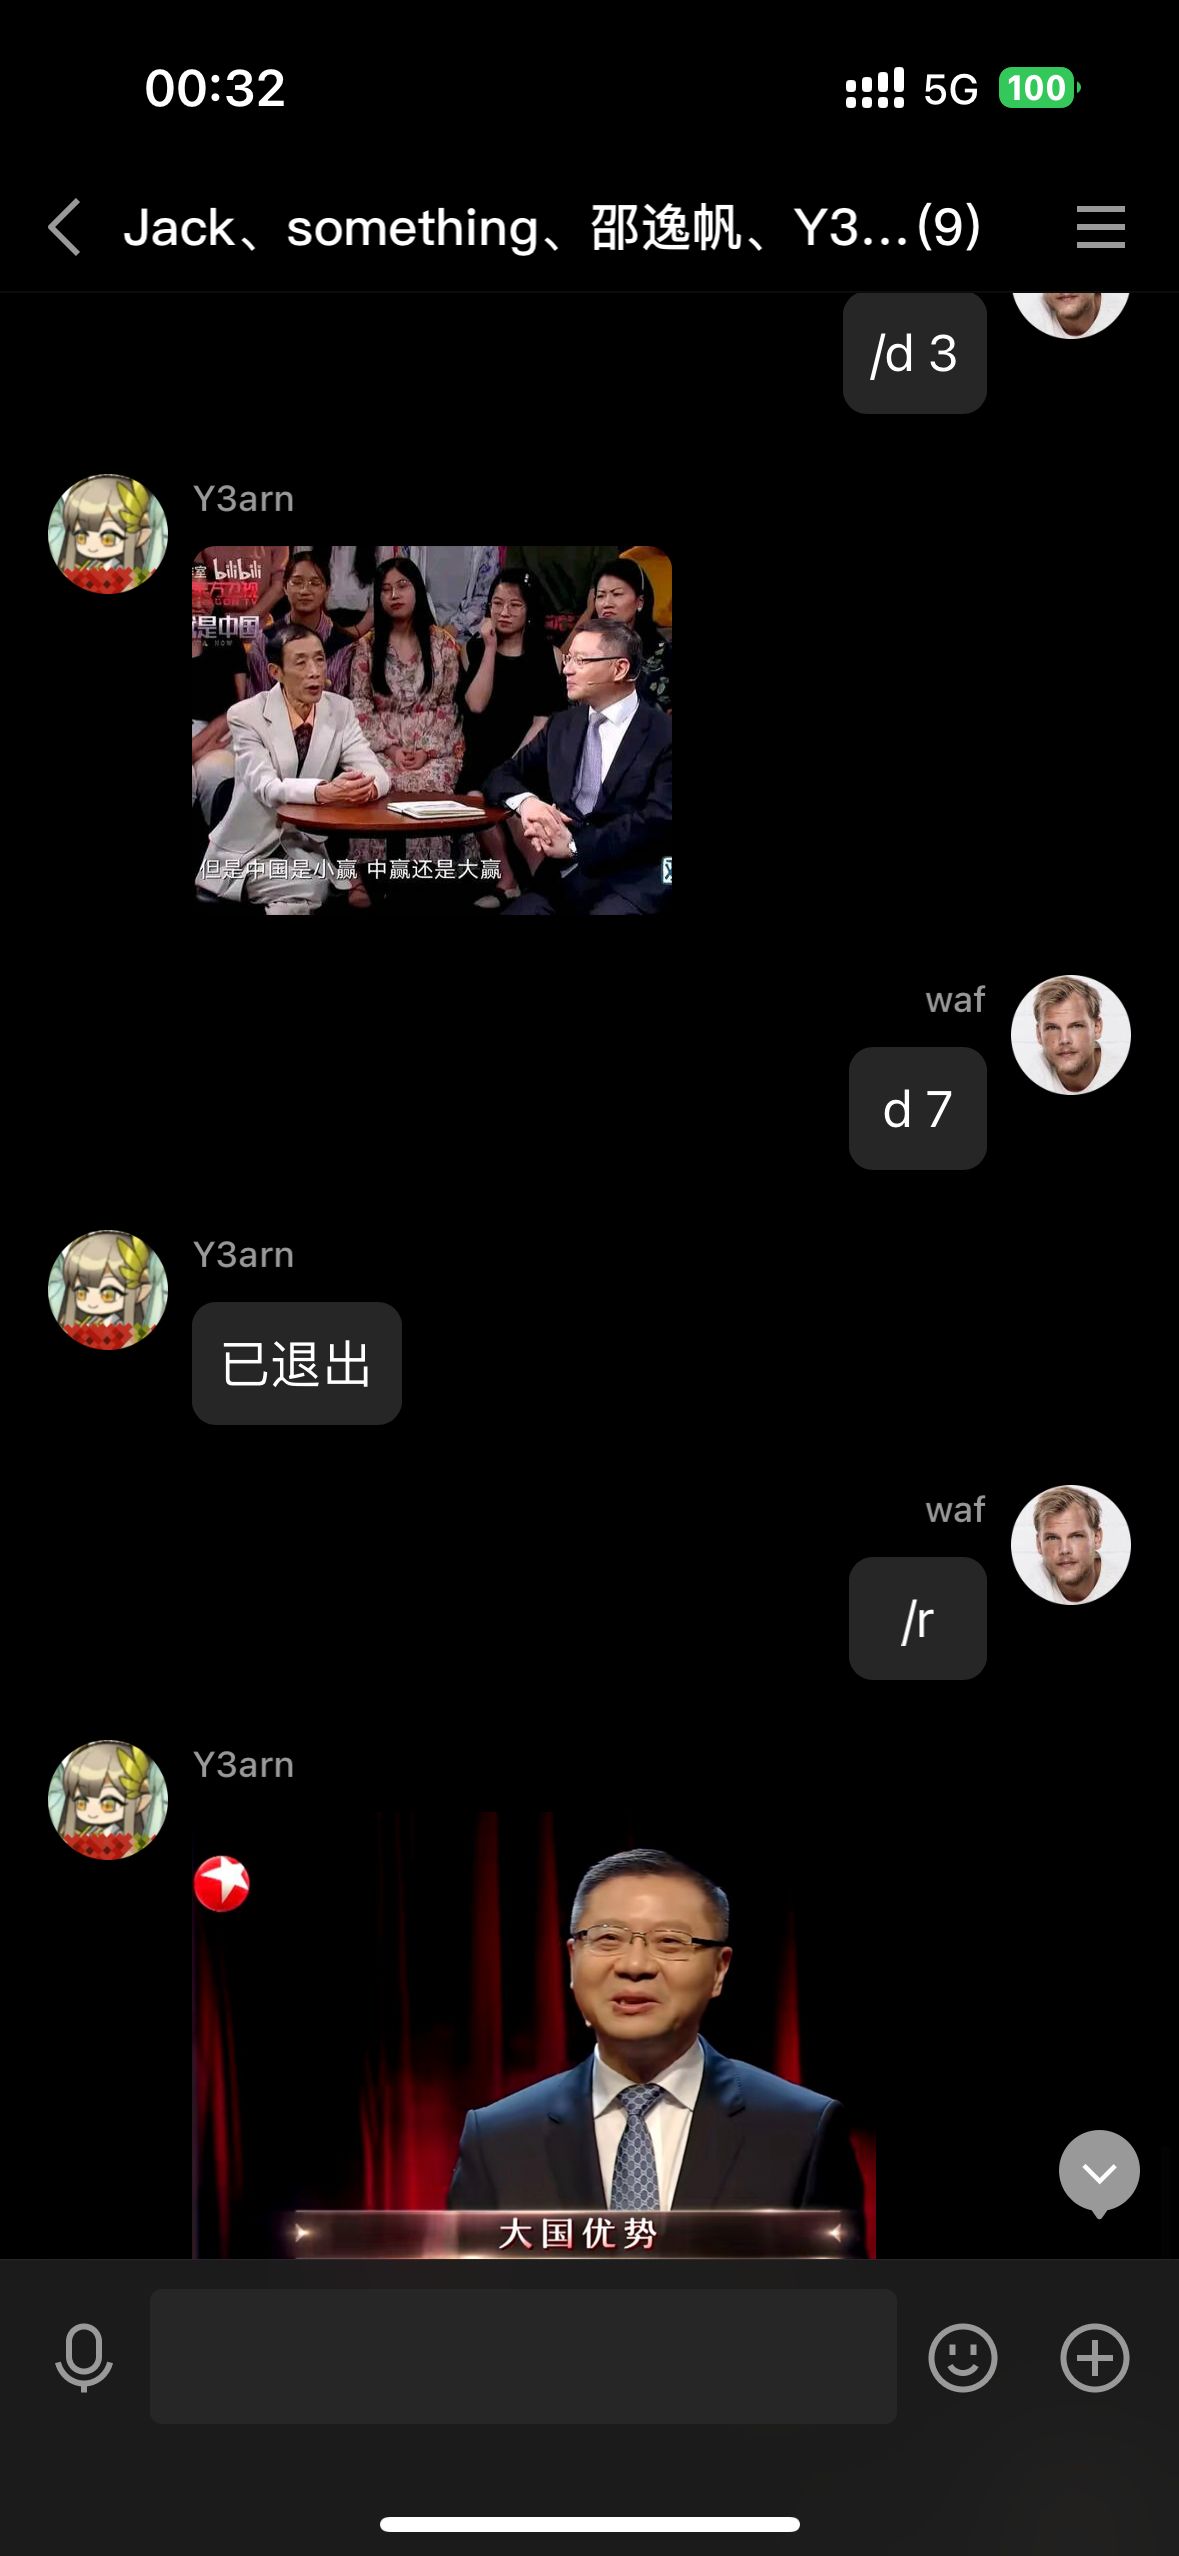 00:32
5G
100
Jack、something、邵逸帆、Y3...(9)
/d 3
Y3arn
室 bilibili
是中国
但是中国是小赢 中赢还是大赢
waf
d 7
Y3arn
已退出
waf
/r
Y3arn
大国优势